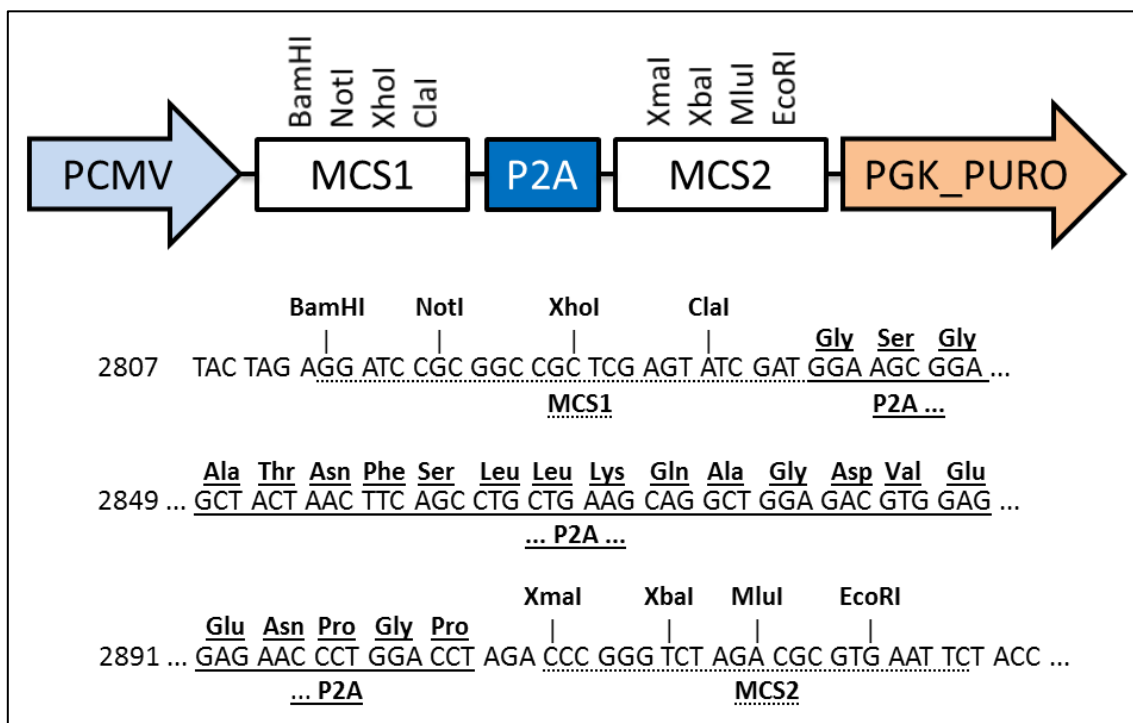 BamHI NotI XhoI ClaI XmaI XbaI MluI EcoRI
PCMV MCS1 P2A MCS2 PGK_PURO
BamHI NotI XhoI ClaI
Gly Ser Gly
2807 TAC TAG AGG ATC CGC GGC CGC TCG AGT ATC GAT GGA AGC GGA ...
MCS1 P2A ...
Ala Thr Asn Phe Ser Leu Leu Lys Gln Ala Gly Asp Val Glu
2849 ... GCT ACT AAC TTC AGC CTG CTG AAG CAG GCT GGA GAC GTG GAG ...
... P2A ...
XmaI XbaI MluI EcoRI
Glu Asn Pro Gly Pro
2891 ... GAG AAC CCT GGA CCT AGA CCC GGG TCT AGA CGC GTG AAT TCT ACC ...
... P2A MCS2